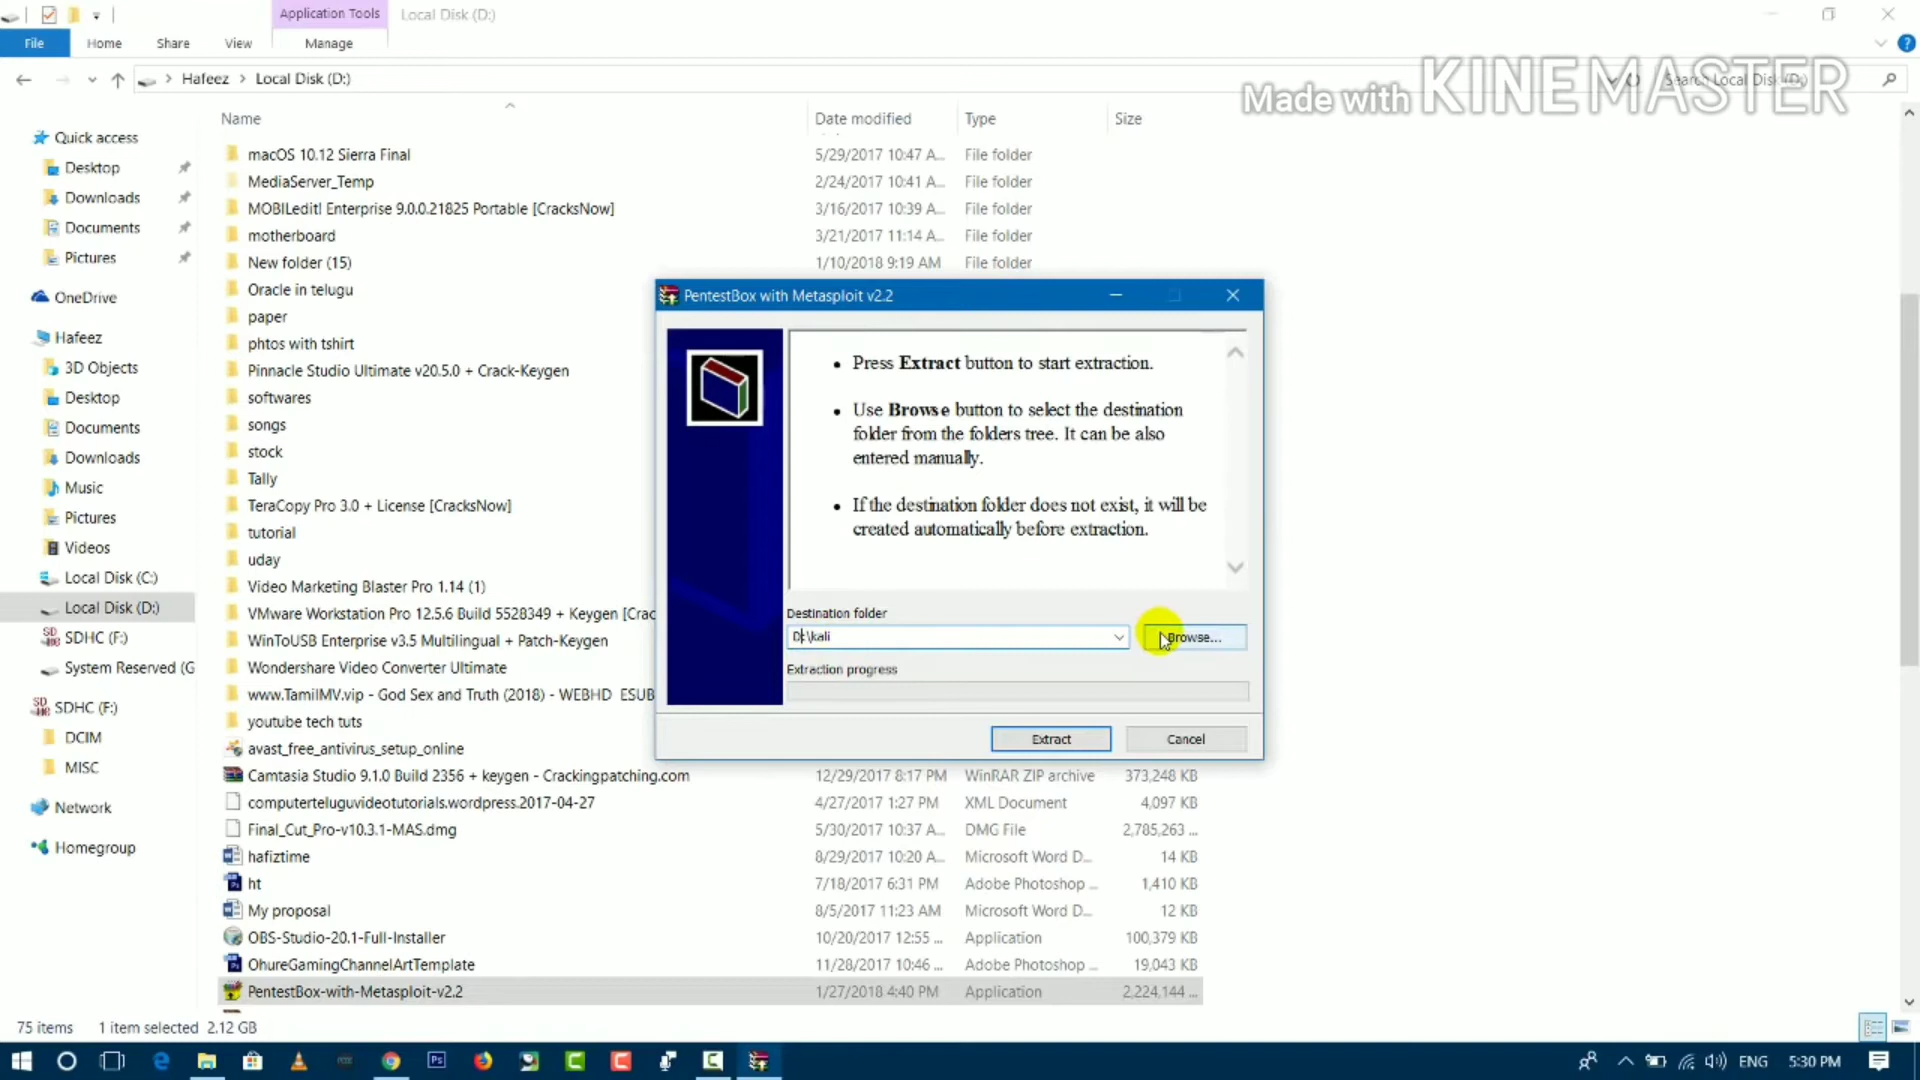 Application Tools
Local Disk (D:)
File
Home
Share
View
Manage
Hafeez
Local Disk (D:)
Search Local Disk (D:)
Made with KINEMASTER
Name
Date modified
Type
Size
Quick access
Desktop
Downloads
Documents
Pictures
OneDrive
Hafeez
3D Objects
Desktop
Documents
Downloads
Music
Pictures
Videos
Local Disk (C:)
Local Disk (D:)
SDHC (F:)
System Reserved (G
SDHC (F:)
DCIM
MISC
Network
Homegroup
macOS 10.12 Sierra Final 5/29/2017 10:47 A... File folder
MediaServer_Temp 2/24/2017 10:41 A... File folder
MOBILedit! Enterprise 9.0.0.21825 Portable [CracksNow] 3/16/2017 10:39 A... File folder
motherboard 3/21/2017 11:14 A... File folder
New folder (15) 1/10/2018 9:19 AM File folder
Oracle in telugu
paper
phtos with tshirt
Pinnacle Studio Ultimate v20.5.0 + Crack-Keygen
softwares
songs
stock
Tally
TeraCopy Pro 3.0 + License [CracksNow]
tutorial
uday
Video Marketing Blaster Pro 1.14 (1)
VMware Workstation Pro 12.5.6 Build 5528349 + Keygen [Crac
WinToUSB Enterprise v3.5 Multilingual + Patch-Keygen
Wondershare Video Converter Ultimate
www.TamilMV.vip - God Sex and Truth (2018) - WEBHD ESUB
youtube tech tuts
avast_free_antivirus_setup_online
Camtasia Studio 9.1.0 Build 2356 + keygen - Crackingpatching.com 12/29/2017 8:17 PM WinRAR ZIP archive 373,248 KB
computerteluguvideotutorials.wordpress.2017-04-27 4/27/2017 1:27 PM XML Document 4,097 KB
Final_Cut_Pro-v10.3.1-MAS.dmg 5/30/2017 10:37 A... DMG File 2,785,263 ...
hafiztime 8/29/2017 10:20 A... Microsoft Word D... 14 KB
ht 7/18/2017 6:31 PM Adobe Photoshop ... 1,410 KB
My proposal 8/5/2017 11:23 AM Microsoft Word D... 12 KB
OBS-Studio-20.1-Full-Installer 10/20/2017 12:55 ... Application 100,379 KB
OhureGamingChannelArtTemplate 11/28/2017 10:46 ... Adobe Photoshop ... 19,043 KB
PentestBox-with-Metasploit-v2.2 1/27/2018 4:40 PM Application 2,224,144 ...
PentestBox with Metasploit v2.2
Press Extract button to start extraction.
Use Browse button to select the destination
folder from the folders tree. It can be also
entered manually.
If the destination folder does not exist, it will be
created automatically before extraction.
Destination folder
D:\kali
Browse...
Extraction progress
Extract
Cancel
75 items 1 item selected 2.12 GB
ENG
5:30 PM